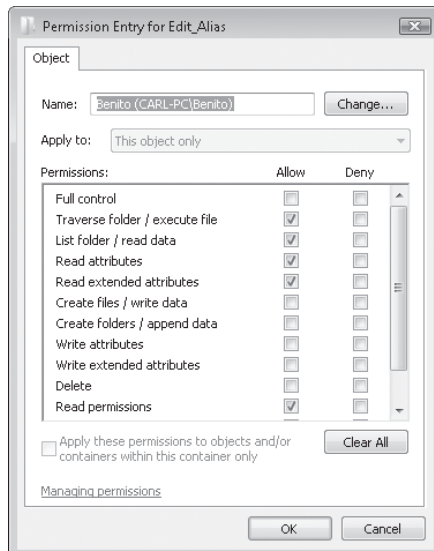 Permission Entry for Edit_Alias
Object
Name: Benito (CARL-PC\Benito) Change...
Apply to: This object only
Permissions: Allow Deny
Full control
Traverse folder / execute file
List folder / read data
Read attributes
Read extended attributes
Create files / write data
Create folders / append data
Write attributes
Write extended attributes
Delete
Read permissions
Apply these permissions to objects and/or
containers within this container only
Clear All
Managing permissions
OK Cancel